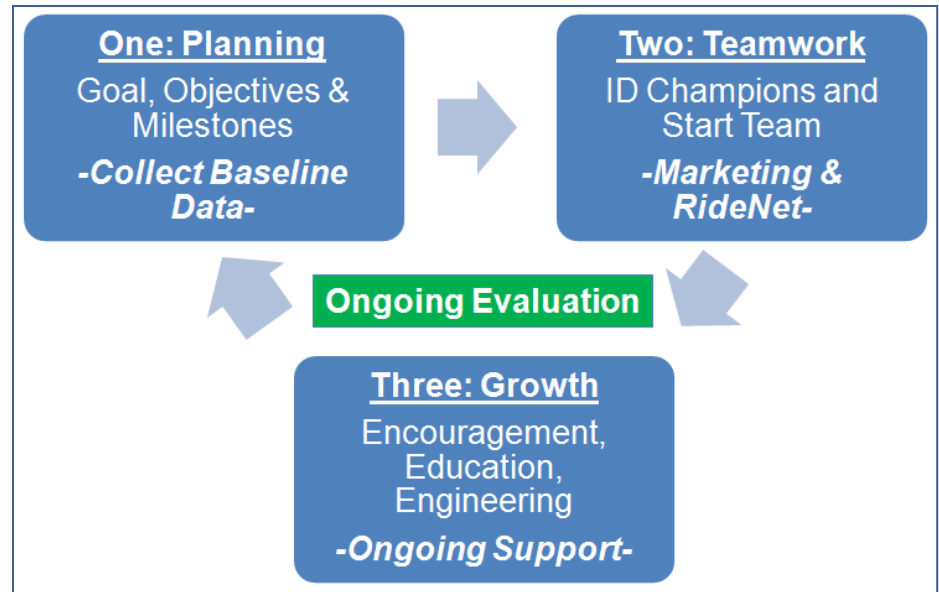 One: Planning
Goal, Objectives &
Milestones
-Collect Baseline
Data-
Two: Teamwork
ID Champions and
Start Team
-Marketing &
RideNet-
Ongoing Evaluation
Three: Growth
Encouragement,
Education,
Engineering
-Ongoing Support-